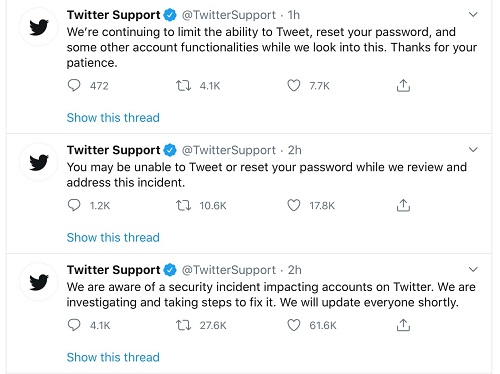 Twitter Support @TwitterSupport · 1h
We're continuing to limit the ability to Tweet, reset your password, and
some other account functionalities while we look into this. Thanks for your
patience.
472 4.1K 7.7K
Show this thread
Twitter Support @TwitterSupport · 2h
You may be unable to Tweet or reset your password while we review and
address this incident.
1.2K 10.6K 17.8K
Show this thread
Twitter Support @TwitterSupport · 2h
We are aware of a security incident impacting accounts on Twitter. We are
investigating and taking steps to fix it. We will update everyone shortly.
4.1K 27.6K 61.6K
Show this thread